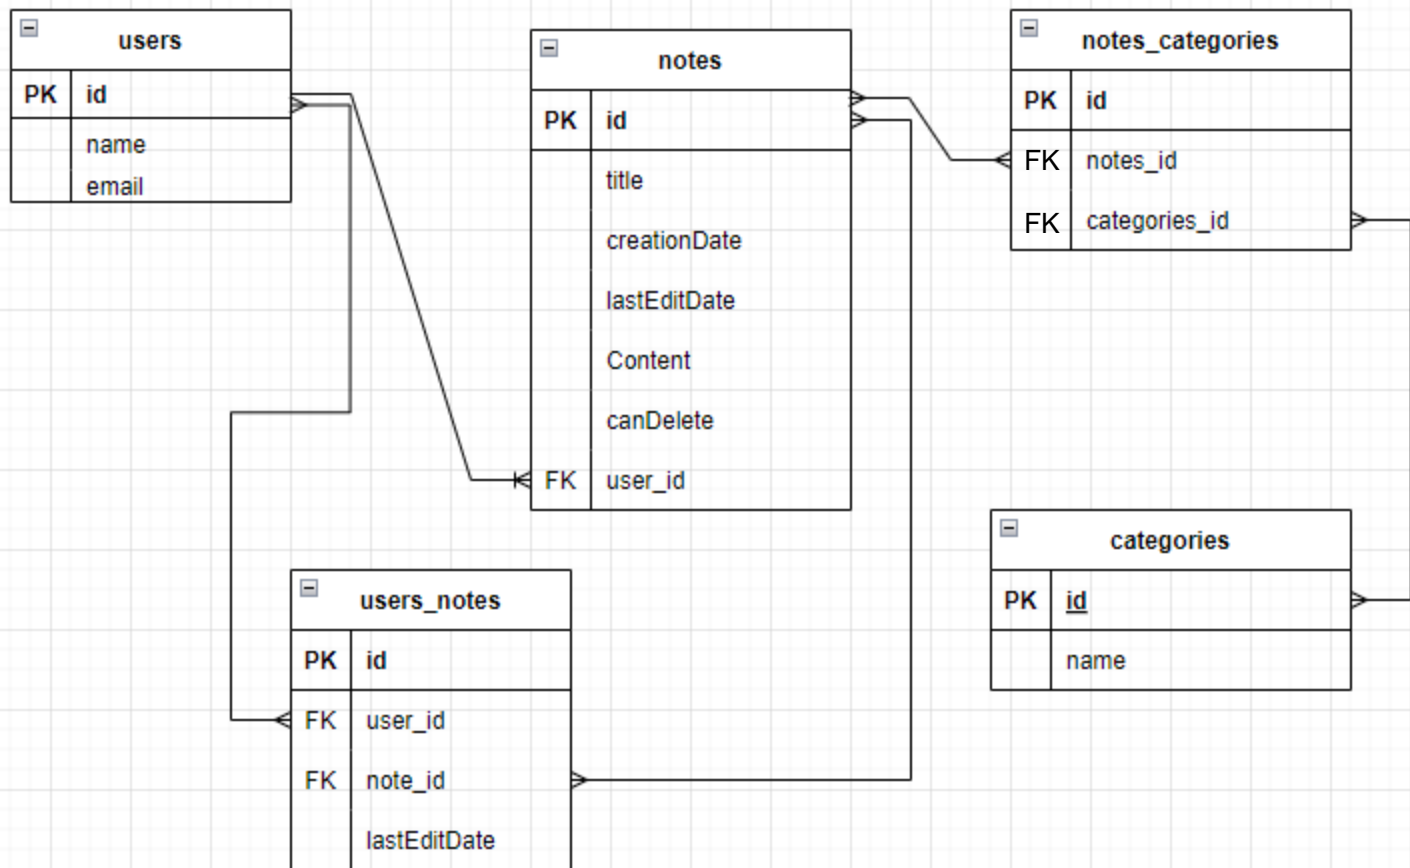 users
PK id
name
email
notes
PK id
title
creationDate
lastEditDate
Content
canDelete
FK user_id
notes_categories
PK id
FK notes_id
FK categories_id
categories
PK id
name
users_notes
PK id
FK user_id
FK note_id
lastEditDate